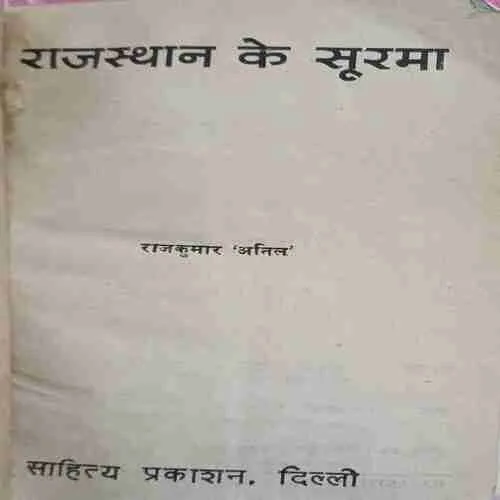 राजस्थान के सूरमा
राजकुमार ‘अनिल’
साहित्य प्रकाशन, दिल्ली